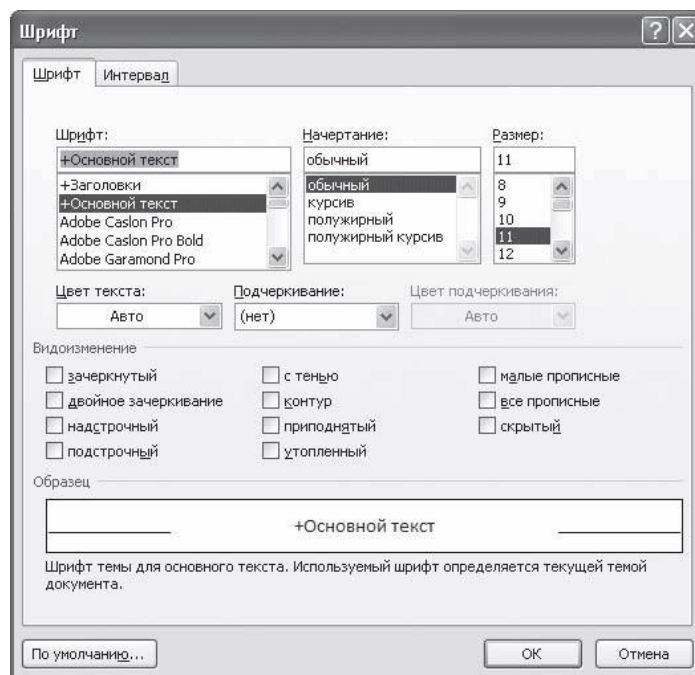 Шрифт
Шрифт Интервал
Шрифт: Начертание: Размер:
+Основной текст обычный 11
+Заголовки обычный 8
+Основной текст курсив 9
Adobe Caslon Pro полужирный 10
Adobe Caslon Pro Bold полужирный курсив 11
Adobe Garamond Pro 12
Цвет текста: Подчеркивание: Цвет подчеркивания:
Авто (нет) Авто
Видоизменение
зачеркнутый с тенью малые прописные
двойное зачеркивание контур все прописные
надстрочный приподнятый скрытый
подстрочный утопленный
Образец
+Основной текст
Шрифт темы для основного текста. Используемый шрифт определяется текущей темой
документа.
По умолчанию... ОК Отмена